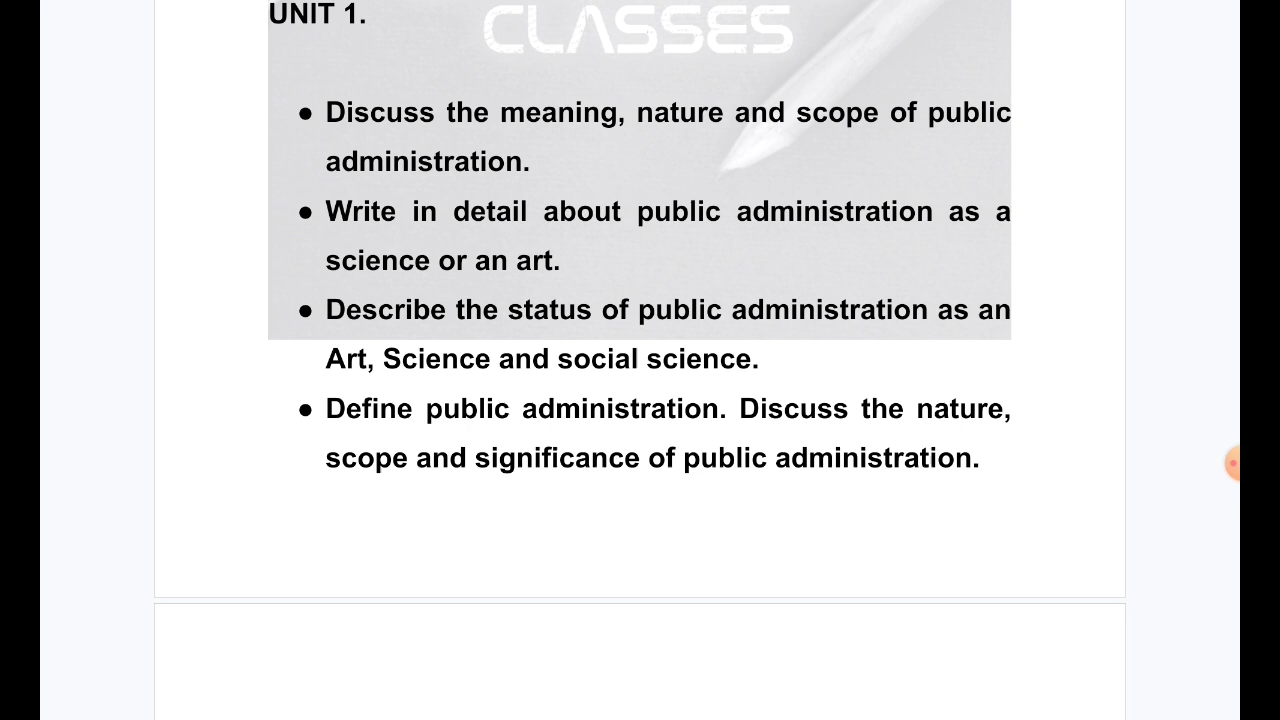 UNIT 1.
CLASSES
● Discuss the meaning, nature and scope of public
administration.
● Write in detail about public administration as a
science or an art.
● Describe the status of public administration as an
Art, Science and social science.
● Define public administration. Discuss the nature,
scope and significance of public administration.